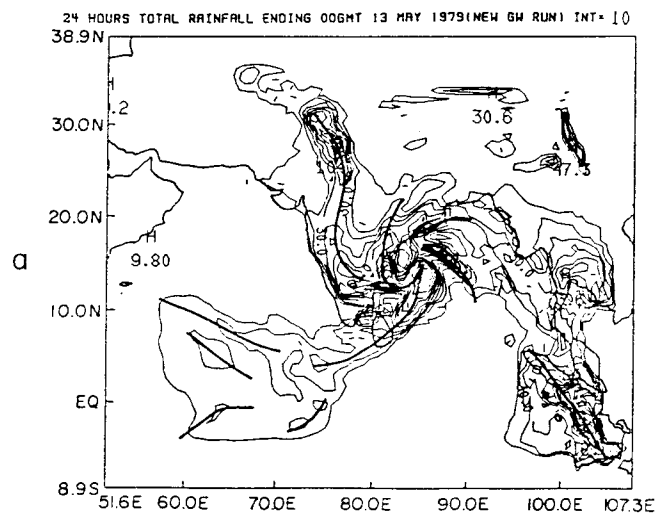 24 HOURS TOTAL RAINFALL ENDING 00GMT 13 MAY 1979(NEW GW RUN) INT= 10
38.9N
H
.2
30.6
30.0N
47.3
20.0N
H
H
9.80
a
10.0N
EQ
8.9S
51.6E 60.0E 70.0E 80.0E 90.0E 100.0E 107.3E